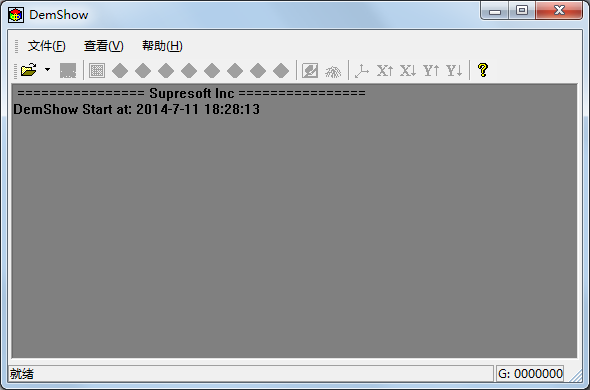 DemShow
文件(F) 查看(V) 帮助(H)
X↑ X↓ Y↑ Y↓ ?
================ Supresoft Inc ================
DemShow Start at: 2014-7-11 18:28:13
就绪 G: 0000000